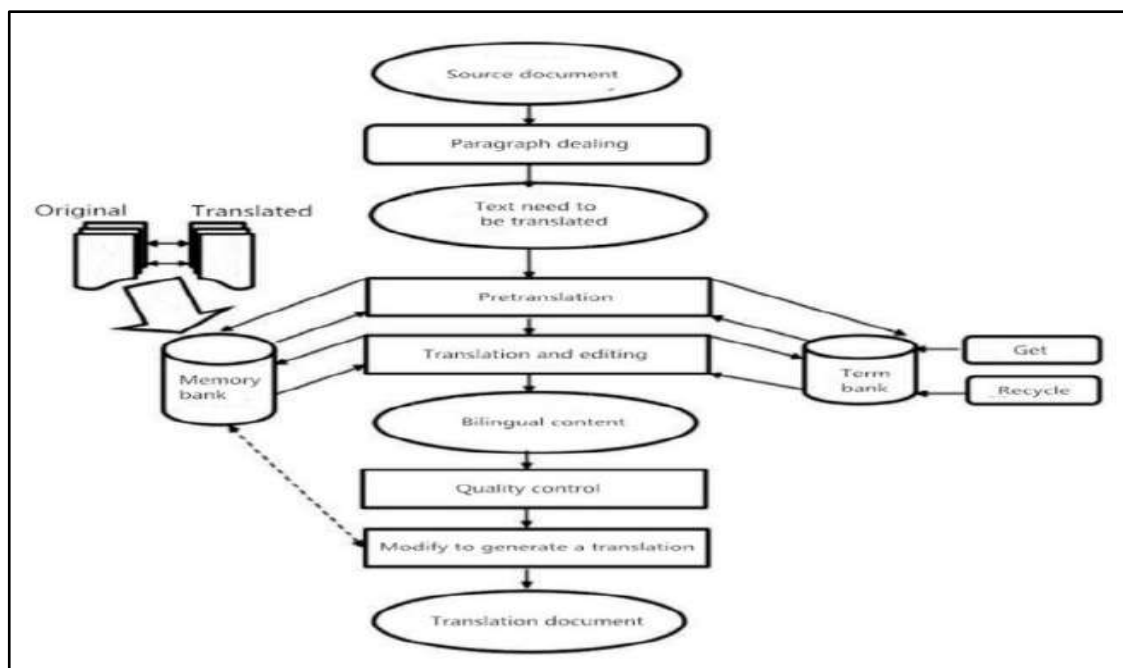 Source document
Paragraph dealing
Text need to
be translated
Original
Translated
Pretranslation
Translation and editing
Memory
bank
Term
bank
Get
Recycle
Bilingual content
Quality control
Modify to generate a translation
Translation document